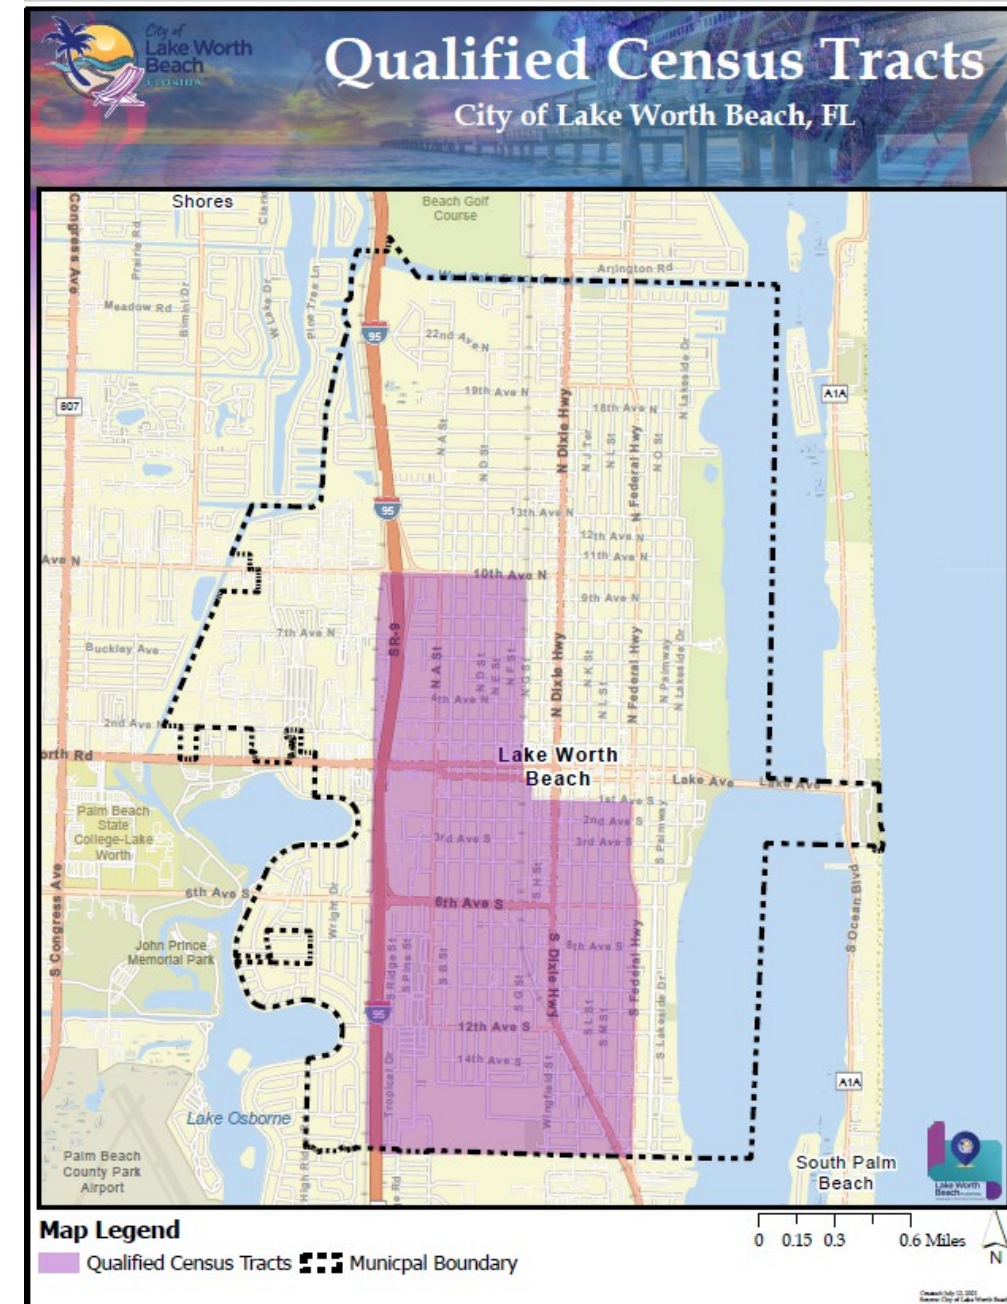 City of
Lake Worth
Beach
FLORIDA
Qualified Census Tracts
City of Lake Worth Beach, FL
Shores
Beach Golf
Course
Congress Ave
Prairie Rd
Bimini Dr
Meadow Rd
W Lake Dr
Pine Tree Ln
Arlington Rd
95
22nd Ave N
19th Ave N
18th Ave N
N Lakeside Dr
807
A1A
N A St
N D St
N Dixie Hwy
N J Ter
N L St
N Federal Hwy
N O St
95
13th Ave N
12th Ave N
11th Ave N
Ave N
10th Ave N
9th Ave N
7th Ave N
Buckley Ave
SR-9
N A St
N D St
N E St
N F St
N G St
N Dixie Hwy
N K St
N L St
N Federal Hwy
N Palmway
N Lakeside Dr
4th Ave N
2nd Ave N
orth Rd
Lake Worth
Beach
Lake Ave
Lake Ave
1st Ave S
2nd Ave S
3rd Ave S
3rd Ave S
S Palmway
Palm Beach
State
College-Lake
Worth
6th Ave S
6th Ave S
S H St
S Congress Ave
Wright Dr
S Ocean Blvd
John Prince
Memorial Park
S Ridge St
S Pine St
S B St
S G St
S Dixie Hwy
8th Ave S
S Federal Hwy
S L St
S M St
S Lakeside Dr
95
12th Ave S
14th Ave S
Tropical Dr
Wingfield St
A1A
Lake Osborne
High Rid
e Rd
Palm Beach
County Park
Airport
South Palm
Beach
Lake Worth
Beach
Map Legend
Qualified Census Tracts
Municpal Boundary
0 0.15 0.3 0.6 Miles
N
Created: July 12, 2021